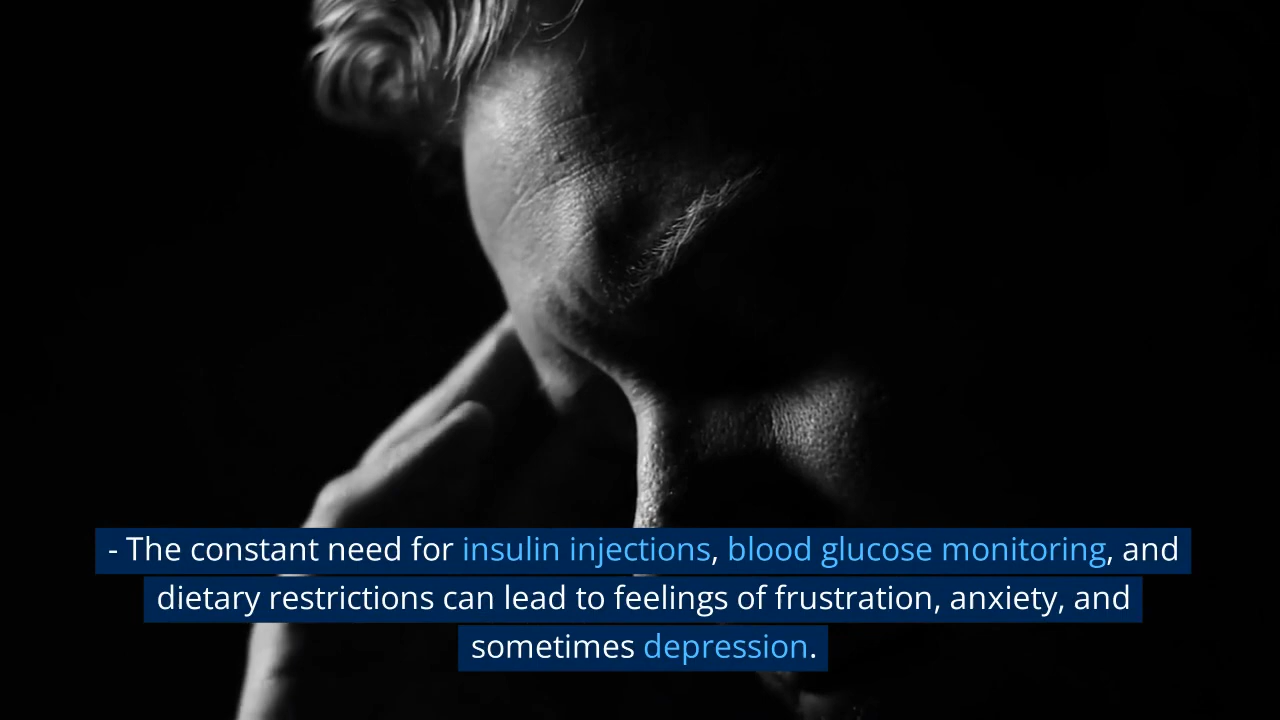 - The constant need for insulin injections, blood glucose monitoring, and
dietary restrictions can lead to feelings of frustration, anxiety, and
sometimes depression.